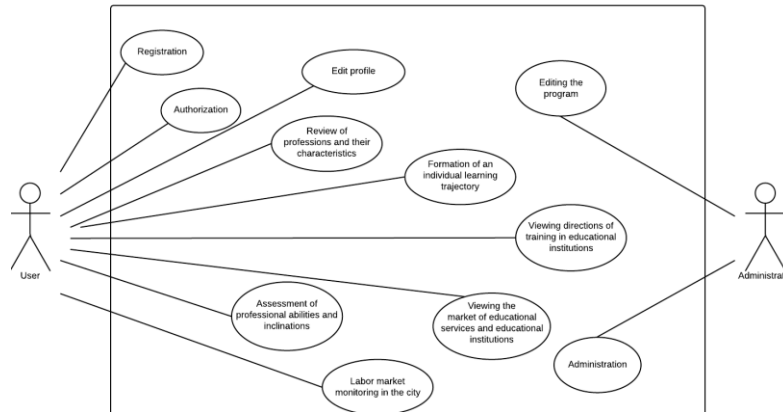 Registration
Edit profile
Editing the
program
Authorization
Review of
professions and their
characteristics
Formation of an
individual learning
trajectory
Viewing directions of
training in educational
institutions
User
Administrat
Assessment of
professional abilities and
inclinations
Viewing the
market of educational
services and educational
institutions
Administration
Labor market
monitoring in the city